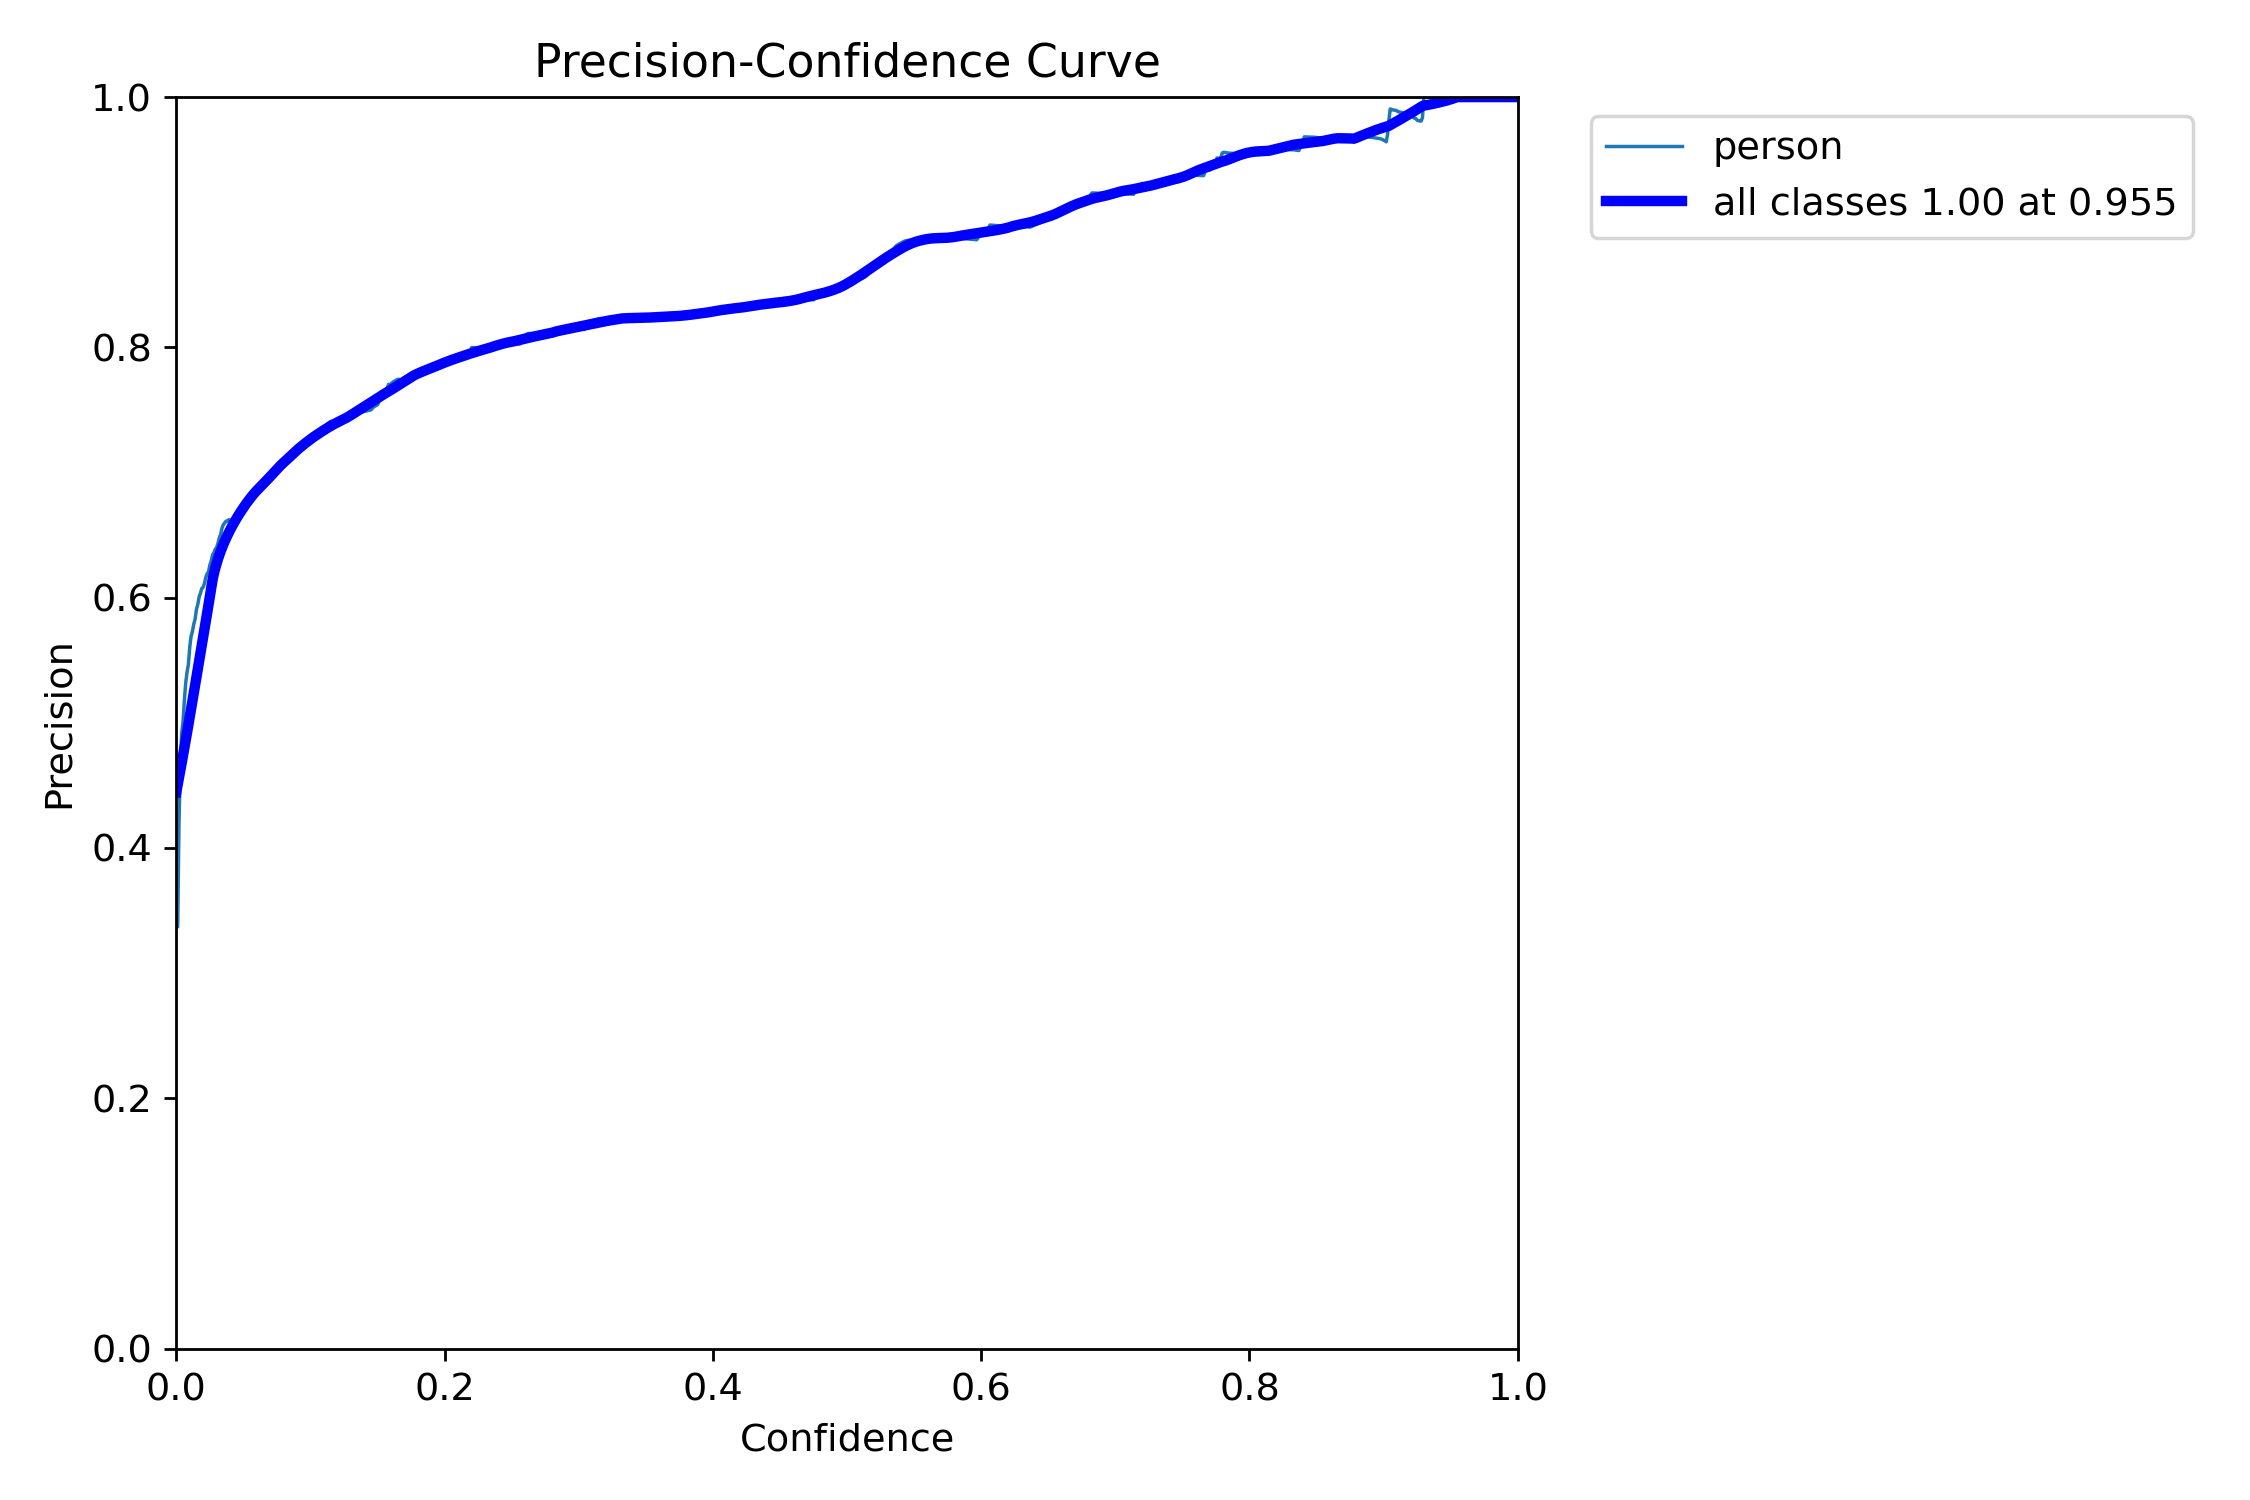 Precision-Confidence Curve
person
all classes 1.00 at 0.955
1.0
0.8
0.6
0.4
0.2
0.0
Precision
0.0 0.2 0.4 0.6 0.8 1.0
Confidence